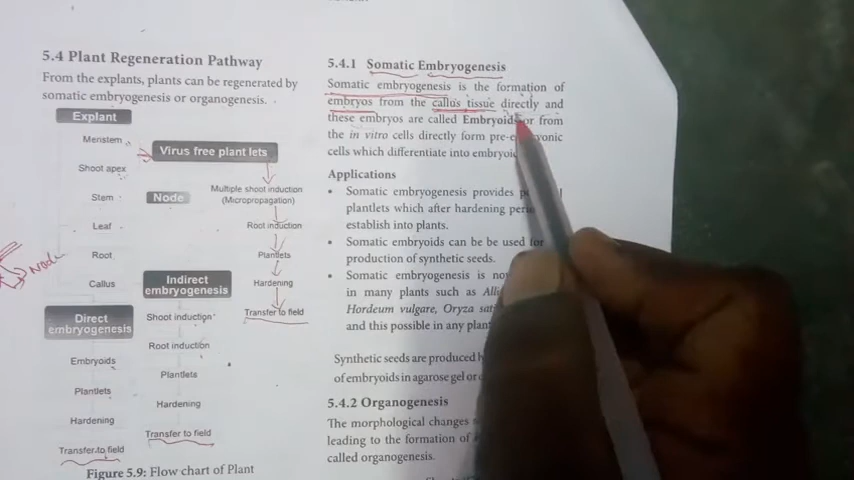 5.4 Plant Regeneration Pathway
From the explants, plants can be regenerated by
somatic embryogenesis or organogenesis.
Explant
Meristem
Virus free plant lets
Shoot apex
Multiple shoot induction
(Micropropagation)
Stem
Node
Leaf
Root induction
Root
Node
Plantlets
Callus
Indirect
embryogenesis
Hardening
Direct
embryogenesis
Shoot induction
Transfer to field
Root induction
Embryoids
Plantlets
Plantlets
Hardening
Hardening
Transfer to field
Transfer to field
Figure 5.9: Flow chart of Plant
5.4.1 Somatic Embryogenesis
Somatic embryogenesis is the formation of
embryos from the callus tissue directly and
these embryos are called Embryoids or from
the in vitro cells directly form
cells which differentiate into
Applications
• Somatic embryogenesis provides
plantlets which after hardening
establish into plants.
• Somatic embryoids can be used for
production of synthetic seeds.
• Somatic embryogenesis is
in many plants such as
Hordeum vulgare, Oryza
and this possible in any
Synthetic seeds are produced
of embryoids in agarose gel or
5.4.2 Organogenesis
The morphological changes
leading to the formation of
called organogenesis.